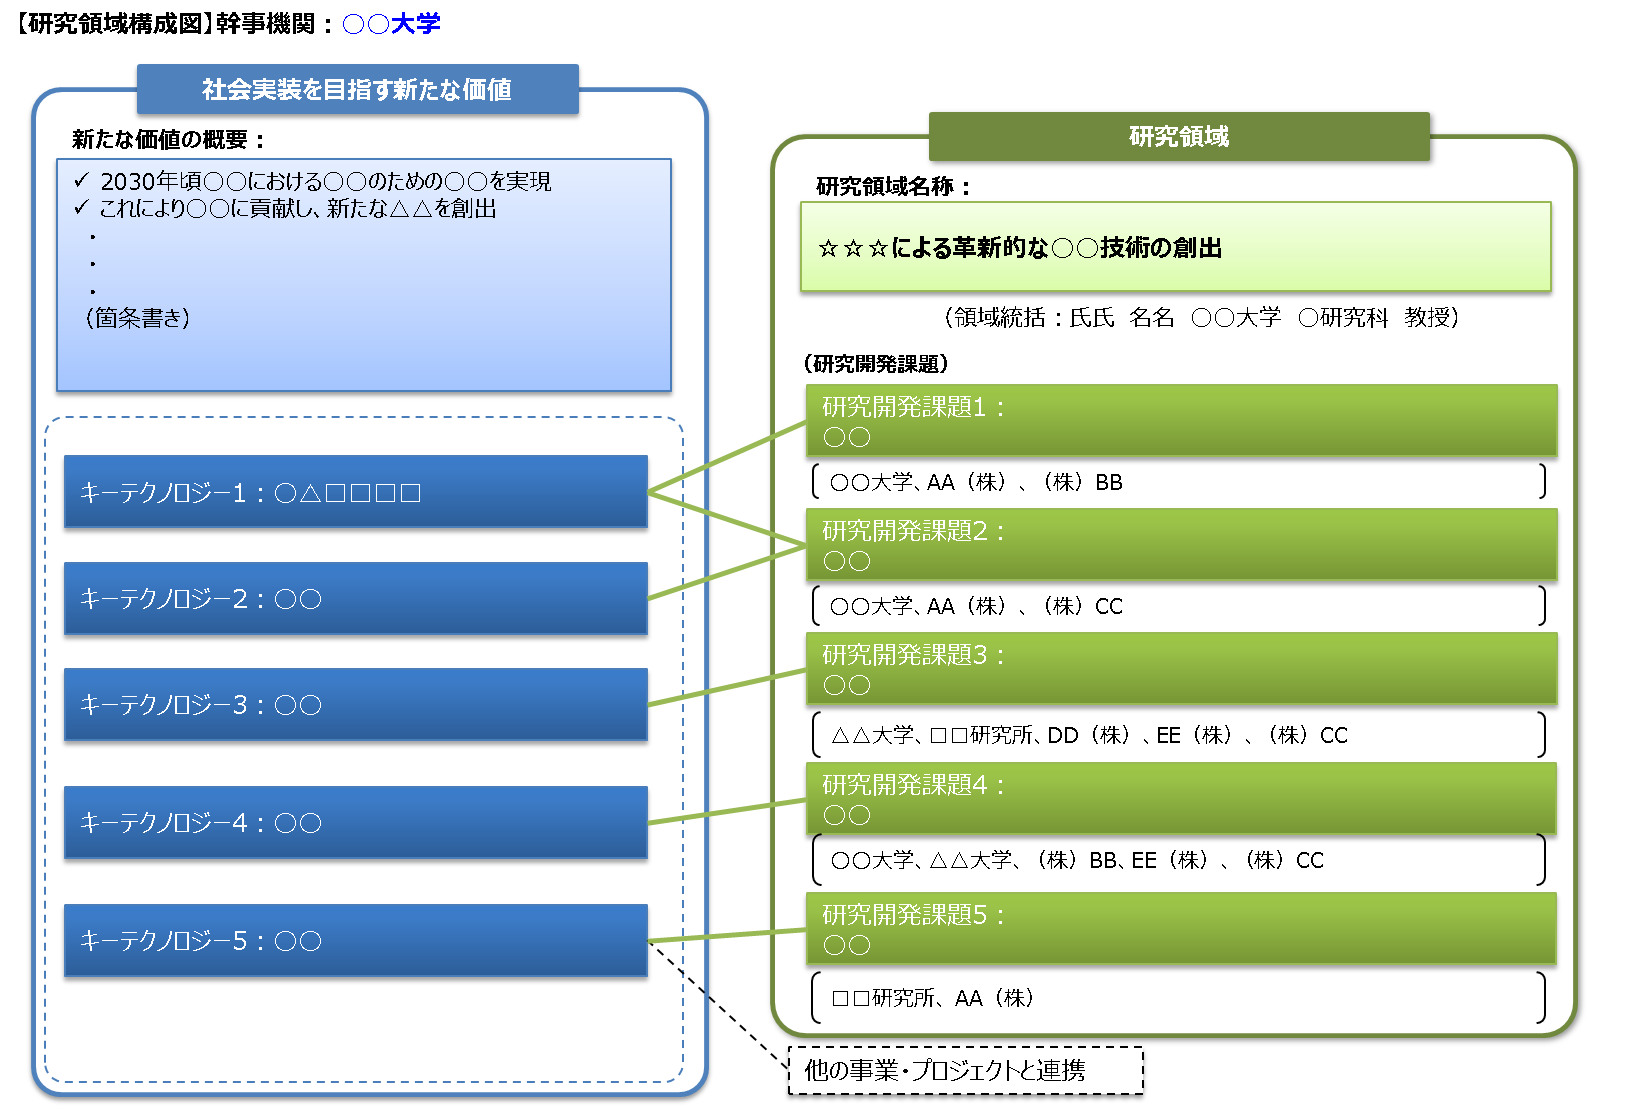 【研究領域構成図】幹事機関：○○大学
社会実装を目指す新たな価値
新たな価値の概要：
✓ 2030年頃○○における○○のための○○を実現
✓ これにより○○に貢献し、新たな△△を創出
・
・
・
（箇条書き）
キーテクノロジー1：○△□□□□
キーテクノロジー2：○○
キーテクノロジー3：○○
キーテクノロジー4：○○
キーテクノロジー5：○○
研究領域
研究領域名称：
☆☆☆による革新的な○○技術の創出
（領域統括：氏氏　名名　○○大学　○研究科　教授）
（研究開発課題）
研究開発課題1：
○○
○○大学、AA（株）、（株）BB
研究開発課題2：
○○
○○大学、AA（株）、（株）CC
研究開発課題3：
○○
△△大学、□□研究所、DD（株）、EE（株）、（株）CC
研究開発課題4：
○○
○○大学、△△大学、（株）BB、EE（株）、（株）CC
研究開発課題5：
○○
□□研究所、AA（株）
他の事業・プロジェクトと連携